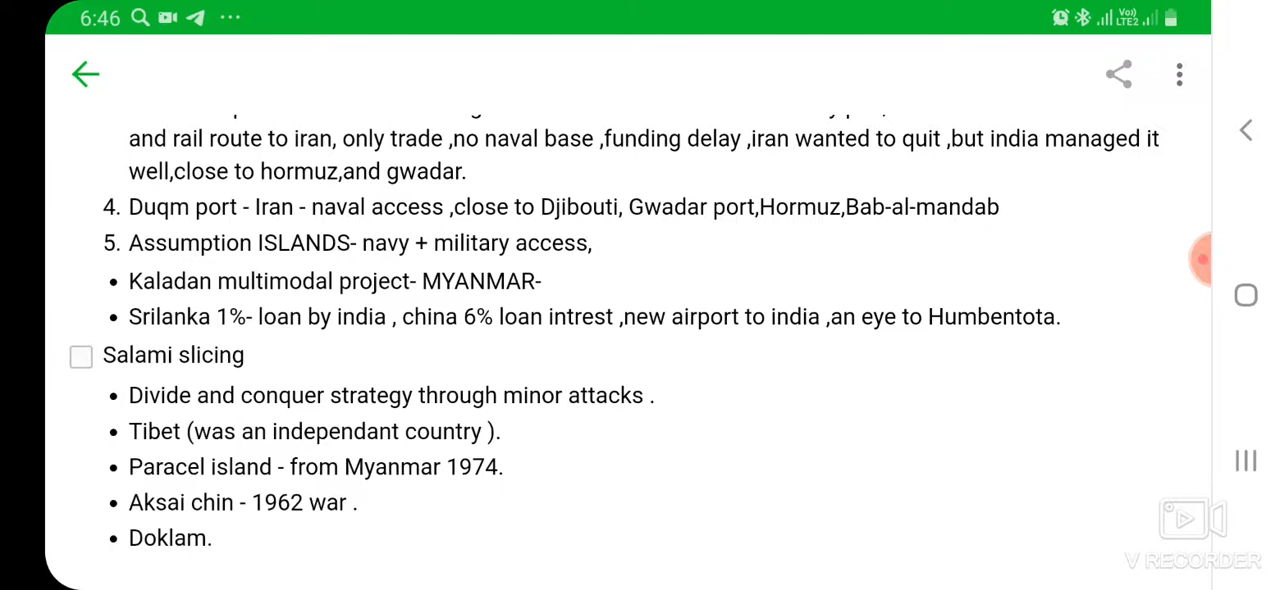 6:46
Vo)) LTE2
and rail route to iran, only trade ,no naval base ,funding delay ,iran wanted to quit ,but india managed it
well,close to hormuz,and gwadar.
4. Duqm port - Iran - naval access ,close to Djibouti, Gwadar port,Hormuz,Bab-al-mandab
5. Assumption ISLANDS- navy + military access,
• Kaladan multimodal project- MYANMAR-
• Srilanka 1%- loan by india , china 6% loan intrest ,new airport to india ,an eye to Humbentota.
Salami slicing
• Divide and conquer strategy through minor attacks .
• Tibet (was an independant country ).
• Paracel island - from Myanmar 1974.
• Aksai chin - 1962 war .
• Doklam.
V RECORDER